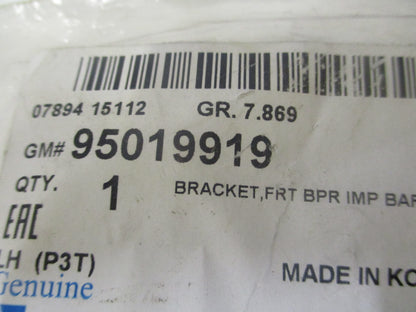 07894 15112 GR. 7.869
GM# 95019919
QTY. 1 BRACKET,FRT BPR IMP BAR
EAC
LH (P3T) MADE IN KO
Genuine